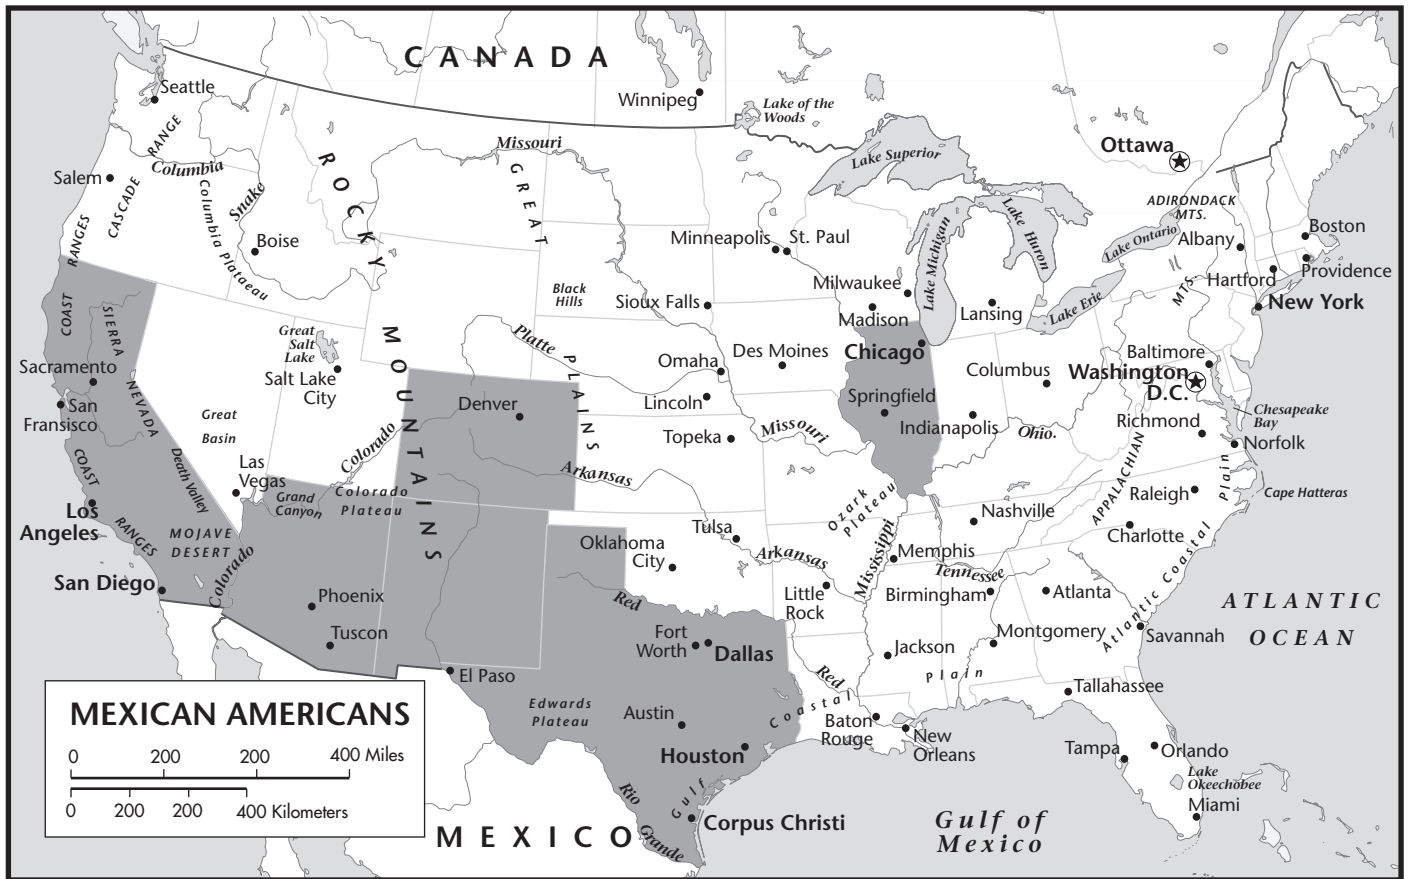 CANADA
Seattle
Winnipeg
Lake of the
Woods
Ottawa
Lake Superior
Missouri
RANGE
Columbia
Salem
CASCADE
RANGES
Columbia Plataeu
Snake
ROCKY
GREAT
Boise
ADIRONDACK
MTS.
Lake Huron
Lake Michigan
Lake Ontario
Albany
Boston
Minneapolis
St. Paul
Hartford
Providence
MTS.
New York
Milwaukee
Madison
Lansing
Lake Erie
Black
Hills
Sioux Falls
COAST
SIERRA
NEVADA
Great
Salt
Lake
MOUNTAINS
Platte
PLAINS
Omaha
Des Moines
Chicago
Columbus
Baltimore
Washington
D.C.
Sacramento
Salt Lake
City
San
Fransisco
Great
Basin
Denver
Lincoln
Springfield
Indianapolis
Ohio.
Richmond
Chesapeake
Bay
Norfolk
Topeka
Missouri
Colorado
Arkansas
COAST
RANGES
Death Valley
Las
Vegas
Grand
Canyon
Colorado
Plateau
Ozark
Plateau
APPALACHIAN
Raleigh
Plain
Cape Hatteras
Los
Angeles
MOJAVE
DESERT
Nashville
Charlotte
Tulsa
Oklahoma
City
Arkansas
Mississippi
Memphis
Tennessee
San Diego
Colorado
Phoenix
Red
Little
Rock
Birmingham
Atlanta
Atlantic Coastal
ATLANTIC
OCEAN
Tuscon
Fort
Worth
Dallas
Jackson
Montgomery
Savannah
El Paso
Red
Plain
Tallahassee
Edwards
Plateau
Austin
Coastal
Baton
Rouge
New
Orleans
Houston
Gulf
Tampa
Orlando
Lake
Okeechobee
Miami
Rio
Grande
Corpus Christi
Gulf of
Mexico
MEXICO
MEXICAN AMERICANS
0 200 200 400 Miles
0 200 200 400 Kilometers